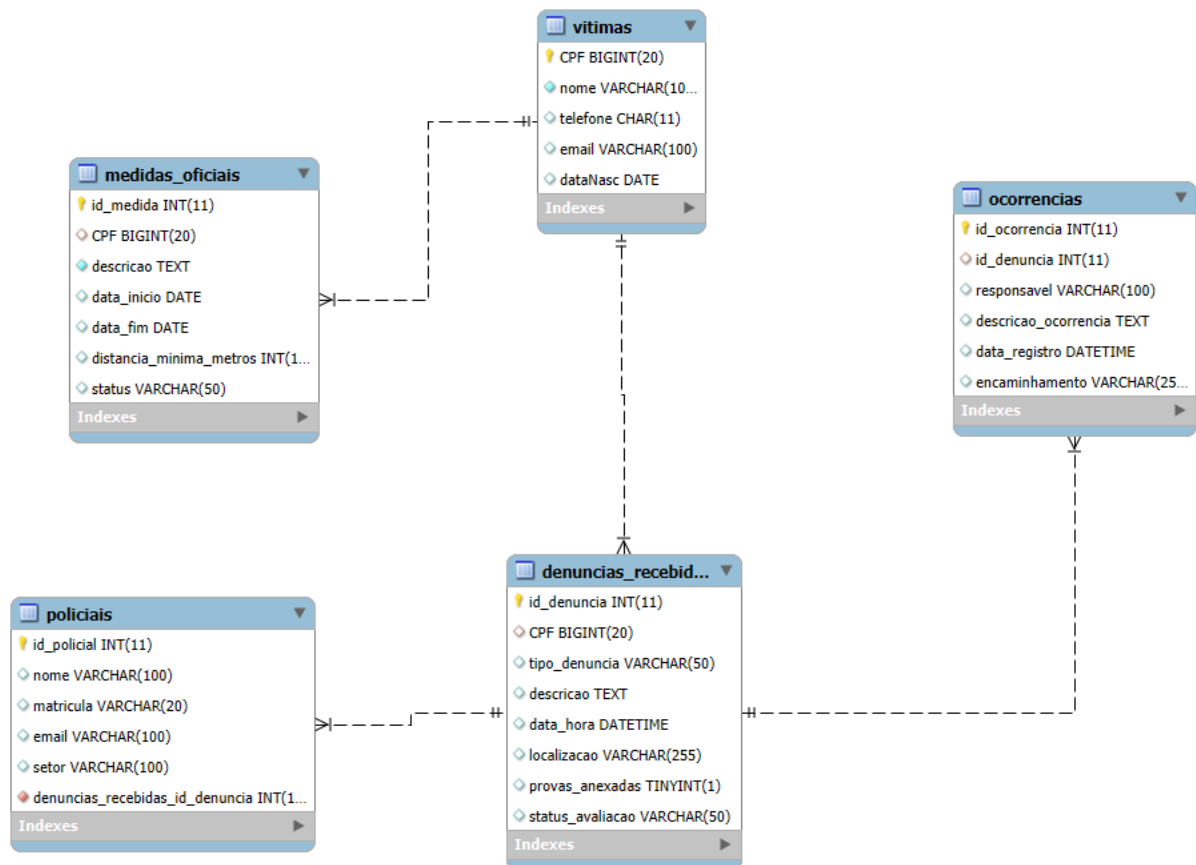 vitimas
CPF BIGINT(20)
nome VARCHAR(10...
telefone CHAR(11)
email VARCHAR(100)
dataNasc DATE
Indexes
medidas_oficiais
id_medida INT(11)
CPF BIGINT(20)
descricao TEXT
data_inicio DATE
data_fim DATE
distancia_minima_metros INT(1...
status VARCHAR(50)
Indexes
ocorrencias
id_ocorrencia INT(11)
id_denuncia INT(11)
responsavel VARCHAR(100)
descricao_ocorrencia TEXT
data_registro DATETIME
encaminhamento VARCHAR(25...
Indexes
denuncias_recebid...
id_denuncia INT(11)
CPF BIGINT(20)
tipo_denuncia VARCHAR(50)
descricao TEXT
data_hora DATETIME
localizacao VARCHAR(255)
provas_anexadas TINYINT(1)
status_avaliacao VARCHAR(50)
Indexes
policiais
id_policial INT(11)
nome VARCHAR(100)
matricula VARCHAR(20)
email VARCHAR(100)
setor VARCHAR(100)
denuncias_recebidas_id_denuncia INT(1...
Indexes